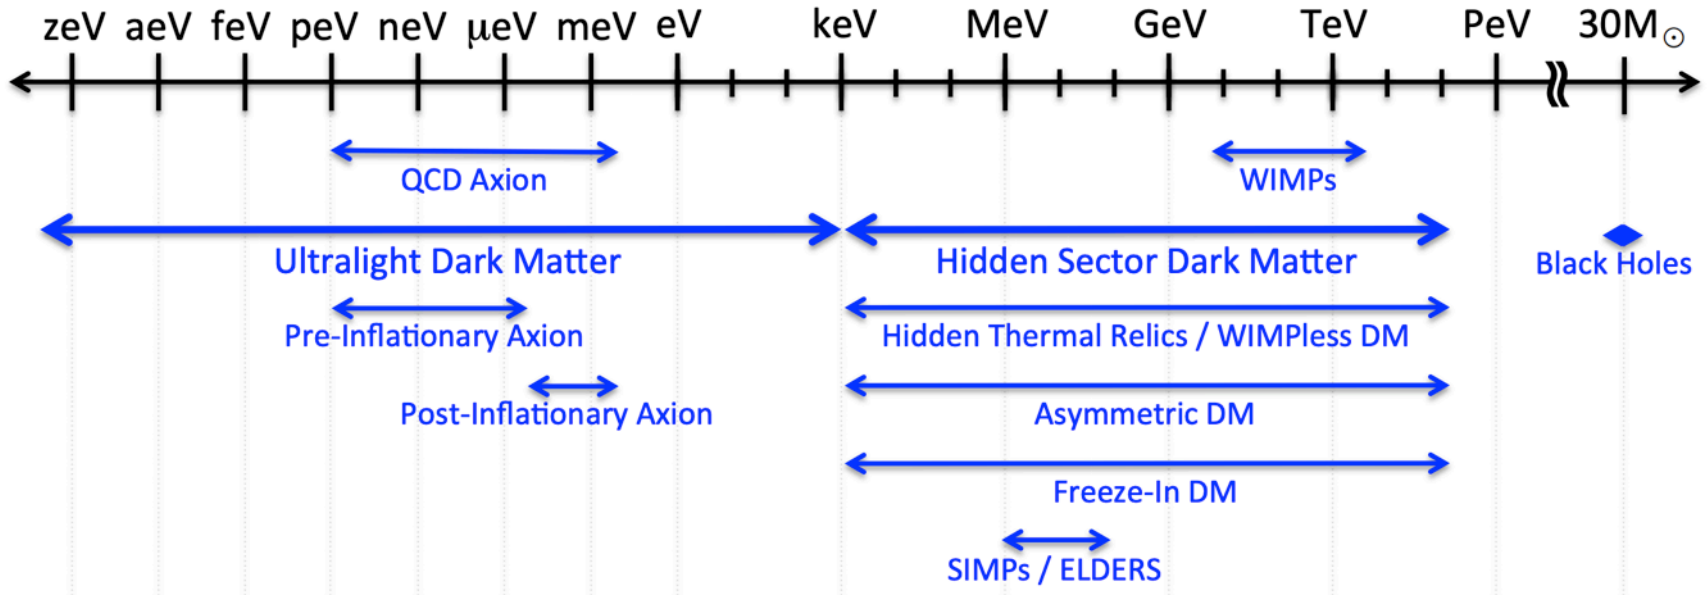 zeV aeV feV peV neV μeV meV eV keV MeV GeV TeV PeV 30M☉
QCD Axion WIMPs
Ultralight Dark Matter Hidden Sector Dark Matter Black Holes
Pre-Inflationary Axion Hidden Thermal Relics / WIMPless DM
Post-Inflationary Axion Asymmetric DM
Freeze-In DM
SIMPs / ELDERS